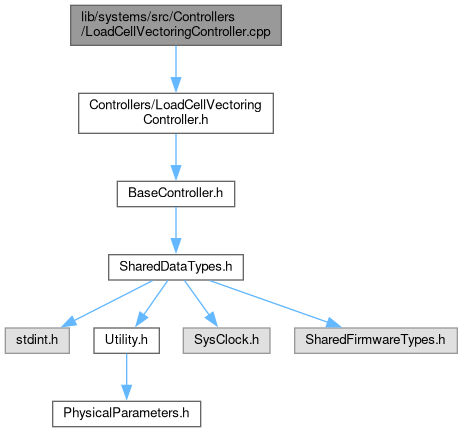 lib/systems/src/Controllers
/LoadCellVectoringController.cpp
Controllers/LoadCellVectoring
Controller.h
BaseController.h
SharedDataTypes.h
stdint.h
Utility.h
SysClock.h
SharedFirmwareTypes.h
PhysicalParameters.h